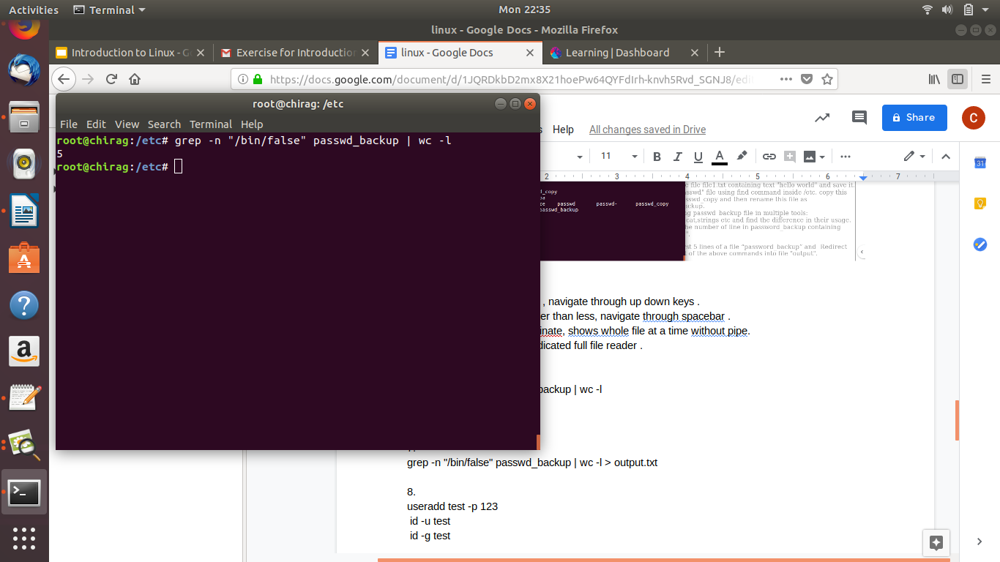 Activities
Terminal
Mon 22:35
linux - Google Docs - Mozilla Firefox
Introduction to Linux - G
Exercise for Introduction
linux - Google Docs
Learning | Dashboard
https://docs.google.com/document/d/1JQRDkbD2mx8X21hoePw64QYFdIrh-knvh5Rvd_SGNJ8/edi
root@chirag: /etc
File Edit View Search Terminal Help
root@chirag:/etc# grep -n "/bin/false" passwd_backup | wc -l
5
root@chirag:/etc#
Help
All changes saved in Drive
Share
C
11
B I U A
2 3 4 5 6 7
31
d_copy
passwd passwd- passwd_copy
passwd_backup
e file file1.txt containing text "hello world" and save it.
sswd" file using find command inside /etc. copy this
sswd_copy and then rename this file as
ckup.
ng passwd_backup file in multiple tools:
cat,strings etc and find the difference in their usage.
he number of line in password_backup containing
st 5 lines of a file "password_backup" and Redirect
of the above commands into file "output".
, navigate through up down keys .
er than less, navigate through spacebar .
inate, shows whole file at a time without pipe.
dicated full file reader .
backup | wc -l
grep -n "/bin/false" passwd_backup | wc -l > output.txt
8.
useradd test -p 123
id -u test
id -g test